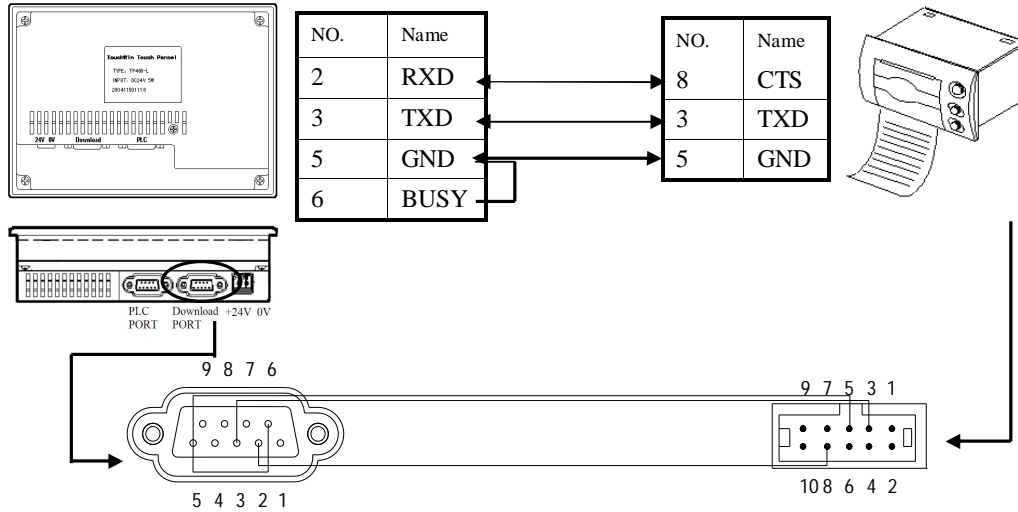 TouchWin Touch Pannel
TYPE: TP460-L
INPUT: DC24V 5W
200411501116
24V 0V Download PLC
NO. Name
2 RXD
3 TXD
5 GND
6 BUSY
NO. Name
8 CTS
3 TXD
5 GND
PLC PORT
Download PORT
+24V 0V
9 8 7 6
5 4 3 2 1
9 7 5 3 1
10 8 6 4 2